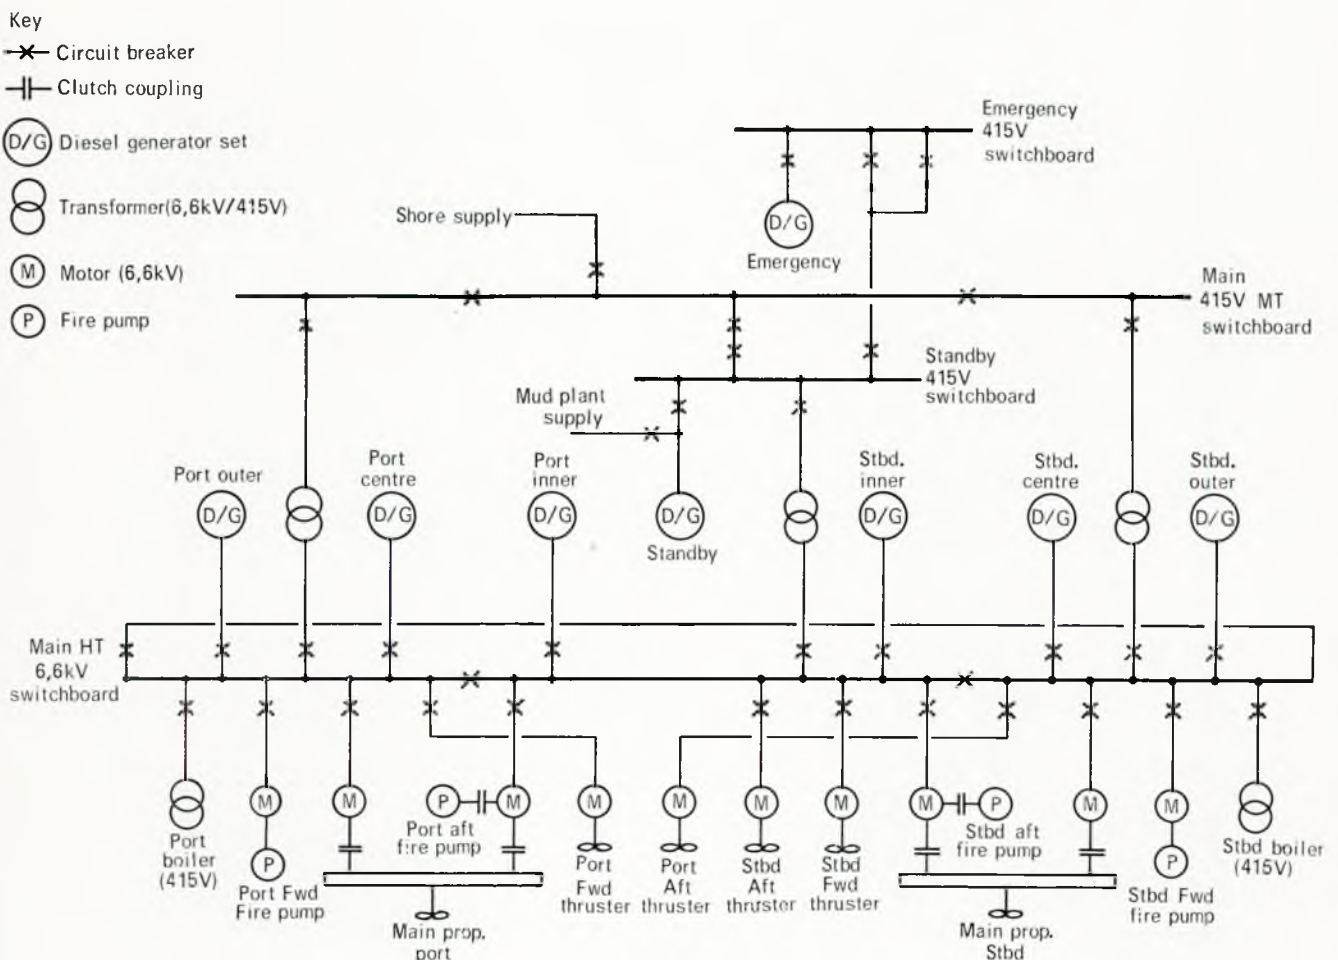 Key
Circuit breaker
Clutch coupling
D/G Diesel generator set
Transformer(6,6kV/415V)
M Motor (6,6kV)
P Fire pump
Emergency
415V
switchboard
D/G
Emergency
Shore supply
Main
415V MT
switchboard
Standby
415V
switchboard
Mud plant
supply
Port outer
D/G
Port
centre
D/G
Port
inner
D/G
D/G
Standby
Stbd.
inner
D/G
Stbd.
centre
D/G
Stbd.
outer
D/G
Main HT
6,6kV
switchboard
Port
boiler
(415V)
M
P
Port Fwd
Fire pump
M
P
M
Port aft
fire pump
Main prop.
port
M
Port
Fwd
thruster
M
Port
Aft
thruster
M
Stbd
Aft
thruster
M
Stbd
Fwd
thruster
M
P
Stbd aft
fire pump
M
Main prop.
Stbd
M
P
Stbd Fwd
fire pump
Stbd boiler
(415V)